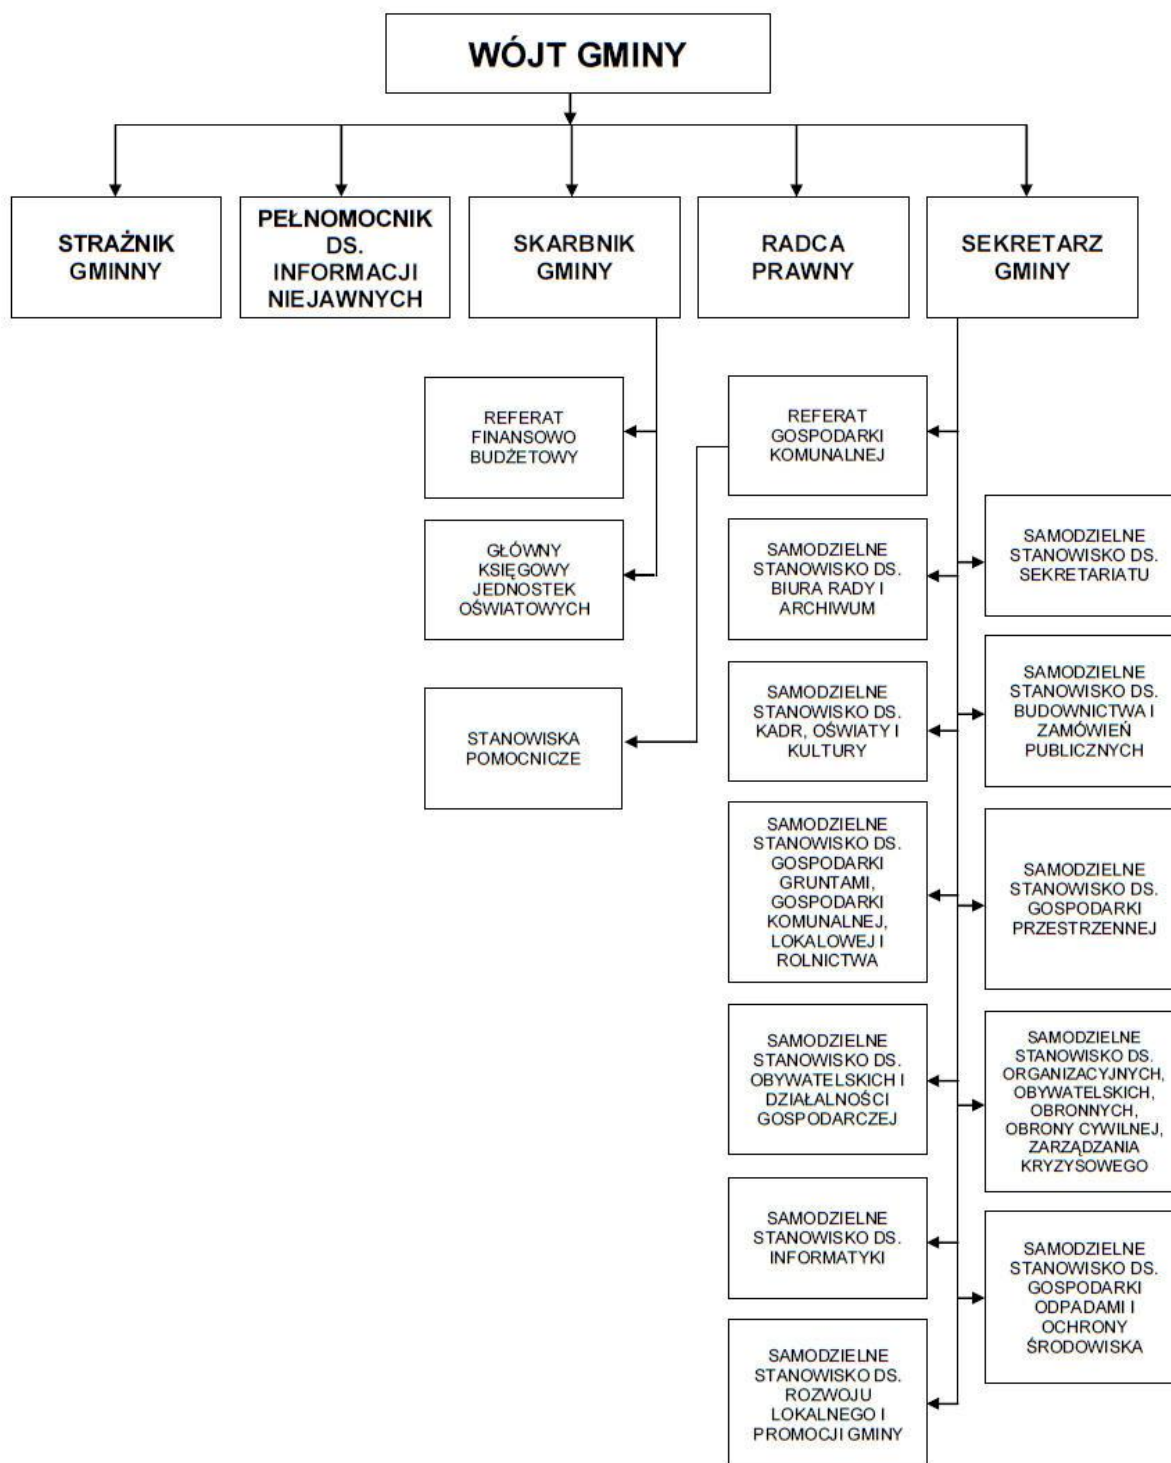 WÓJT GMINY
STRAŻNIK
GMINNY
PEŁNOMOCNIK
DS.
INFORMACJI
NIEJAWNYCH
SKARBNIK
GMINY
RADCA
PRAWNY
SEKRETARZ
GMINY
REFERAT
FINANSOWO
BUDŻETOWY
GŁÓWNY
KSIĘGOWY
JEDNOSTEK
OŚWIATOWYCH
STANOWISKA
POMOCNICZE
REFERAT
GOSPODARKI
KOMUNALNEJ
SAMODZIELNE
STANOWISKO DS.
BIURA RADY I
ARCHIWUM
SAMODZIELNE
STANOWISKO DS.
KADR, OŚWIATY I
KULTURY
SAMODZIELNE
STANOWISKO DS.
GOSPODARKI
GRUNTAMI,
GOSPODARKI
KOMUNALNEJ,
LOKALOWEJ I
ROLNICTWA
SAMODZIELNE
STANOWISKO DS.
OBYWATELSKICH I
DZIAŁALNOŚCI
GOSPODARCZEJ
SAMODZIELNE
STANOWISKO DS.
INFORMATYKI
SAMODZIELNE
STANOWISKO DS.
ROZWOJU
LOKALNEGO I
PROMOCJI GMINY
SAMODZIELNE
STANOWISKO DS.
SEKRETARIATU
SAMODZIELNE
STANOWISKO DS.
BUDOWNICTWA I
ZAMÓWIEŃ
PUBLICZNYCH
SAMODZIELNE
STANOWISKO DS.
GOSPODARKI
PRZESTRZENNEJ
SAMODZIELNE
STANOWISKO DS.
ORGANIZACYJNYCH,
OBYWATELSKICH,
OBRONNYCH,
OBRONY CYWILNEJ,
ZARZĄDZANIA
KRYZYSOWEGO
SAMODZIELNE
STANOWISKO DS.
GOSPODARKI
ODPADAMI I
OCHRONY
ŚRODOWISKA